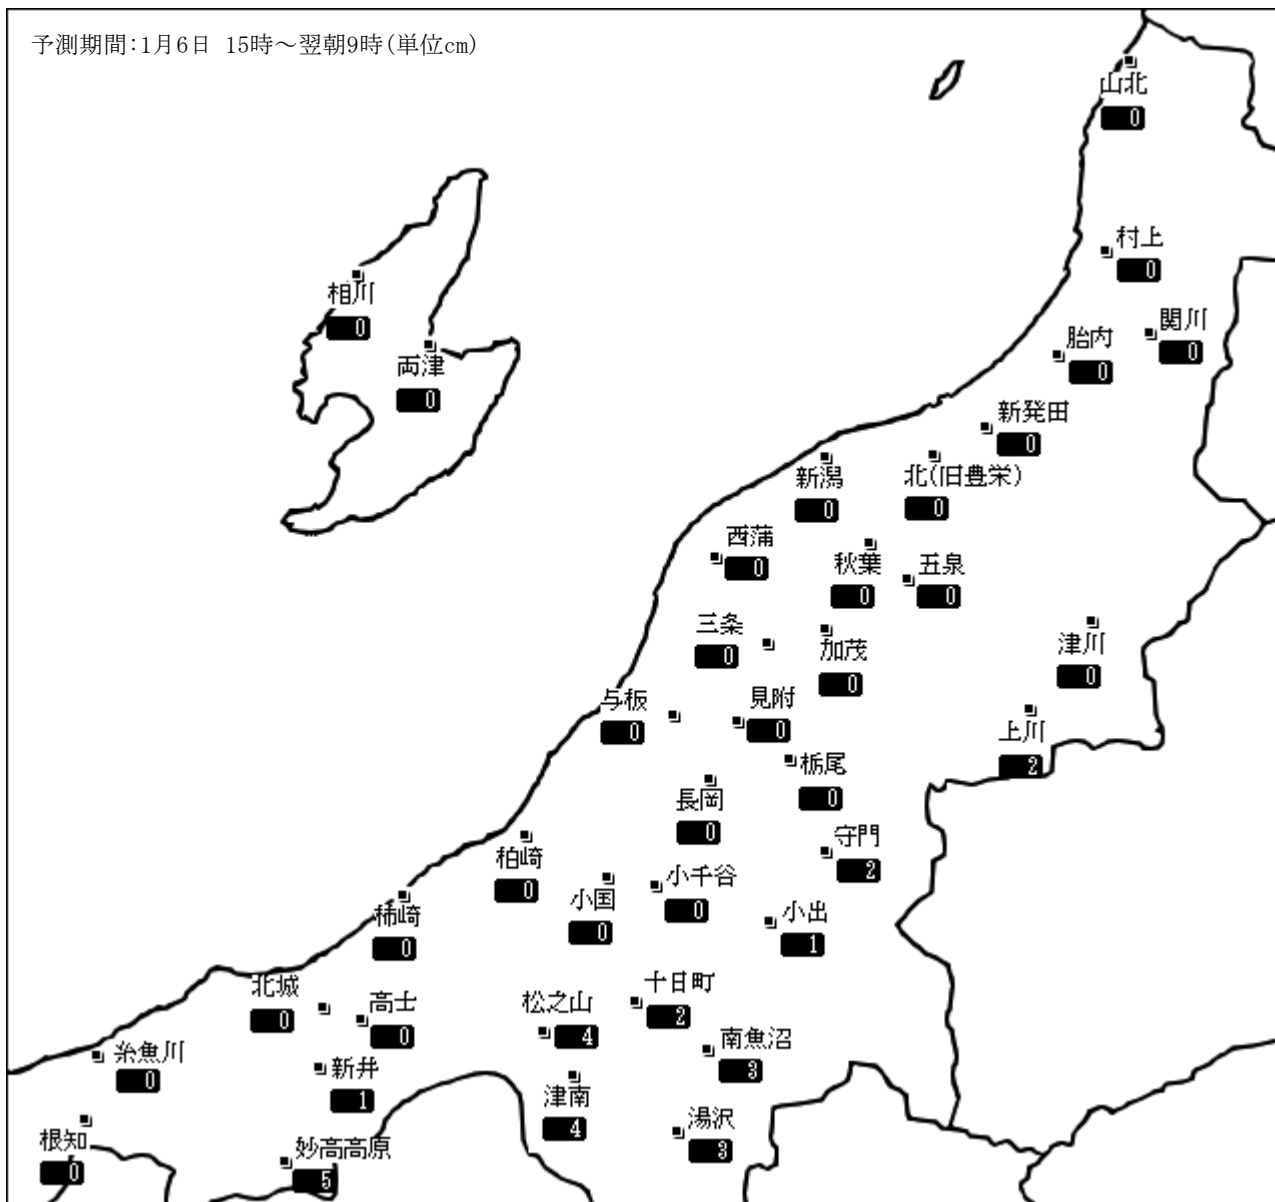 予測期間:1月6日 15時～翌朝9時(単位cm)
山北
0
村上
0
相川
0
関川
0
胎内
0
両津
0
新発田
0
新潟
0
北(旧豊栄)
0
西蒲
0
秋葉
0
五泉
0
三条
0
加茂
0
津川
0
与板
0
見附
0
上川
2
栃尾
0
長岡
0
守門
2
柏崎
0
小国
0
小千谷
0
小出
1
柿崎
0
北城
0
高士
0
松之山
4
十日町
2
南魚沼
3
糸魚川
0
新井
1
津南
4
湯沢
3
根知
0
妙高高原
5